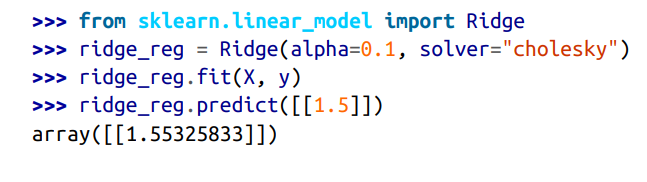 >>> from sklearn.linear_model import Ridge
>>> ridge_reg = Ridge(alpha=0.1, solver="cholesky")
>>> ridge_reg.fit(X, y)
>>> ridge_reg.predict([[1.5]])
array([[1.55325833]])